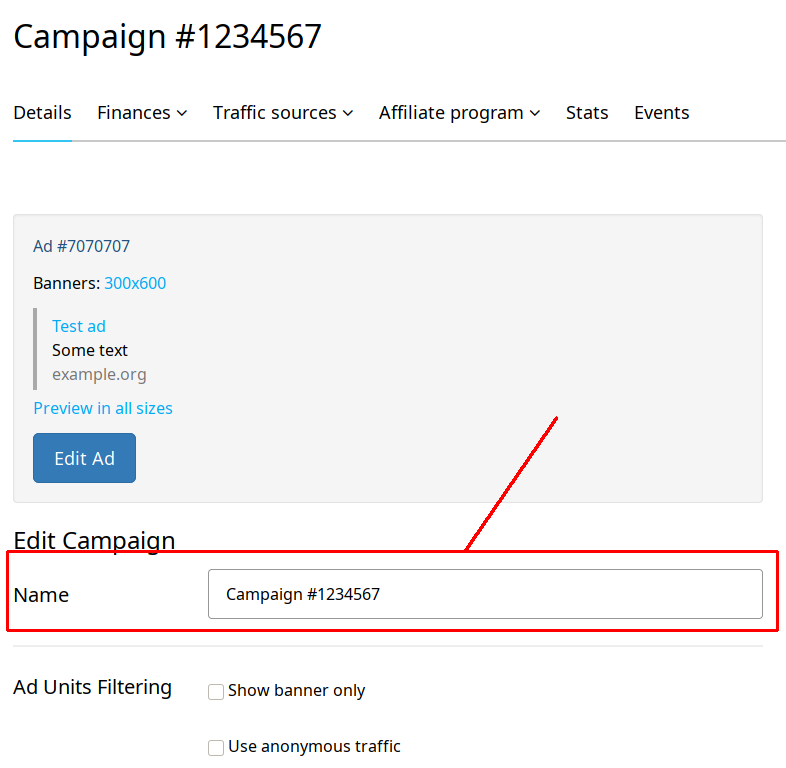 Campaign #1234567
Details Finances Traffic sources Affiliate program Stats Events
Ad #7070707
Banners: 300x600
Test ad
Some text
example.org
Preview in all sizes
Edit Ad
Edit Campaign
Name Campaign #1234567
Ad Units Filtering Show banner only
Use anonymous traffic